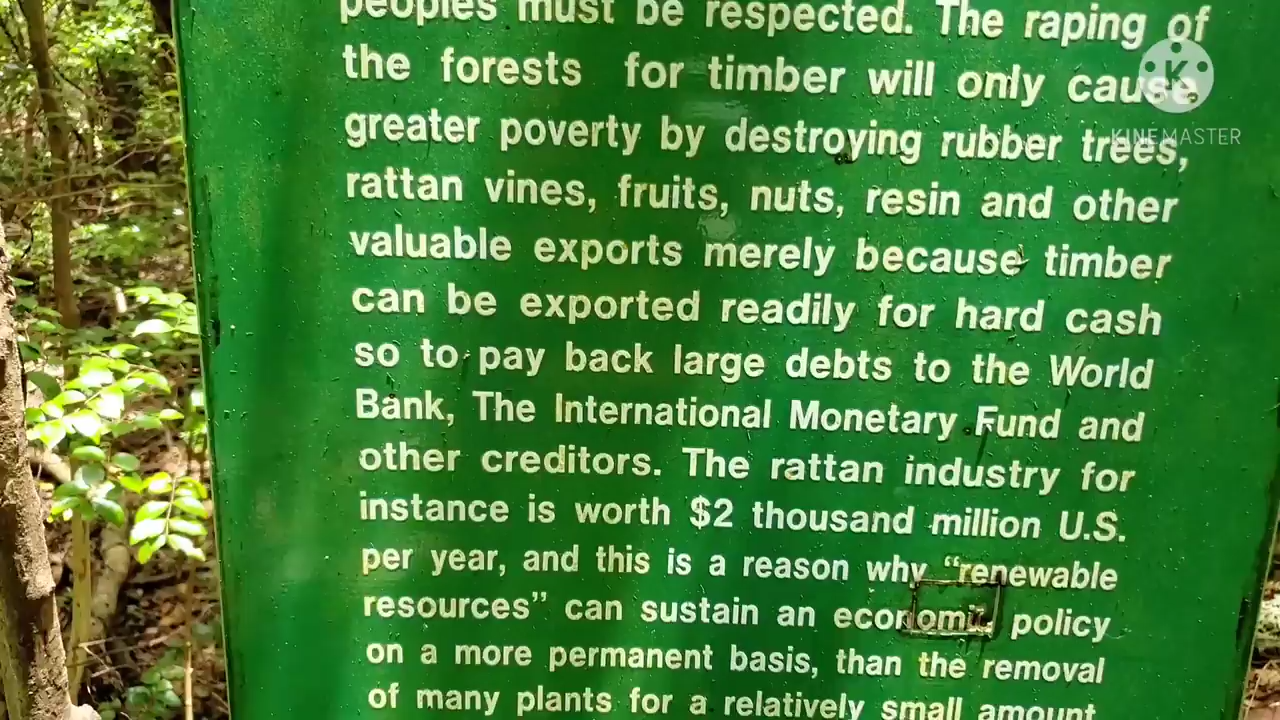 peoples must be respected. The raping of
the forests for timber will only cause
greater poverty by destroying rubber trees,
rattan vines, fruits, nuts, resin and other
valuable exports merely because timber
can be exported readily for hard cash
so to pay back large debts to the World
Bank, The International Monetary Fund and
other creditors. The rattan industry for
instance is worth $2 thousand million U.S.
per year, and this is a reason why “renewable
resources” can sustain an economic policy
on a more permanent basis, than the removal
of many plants for a relatively small amount
K
KINEMASTER